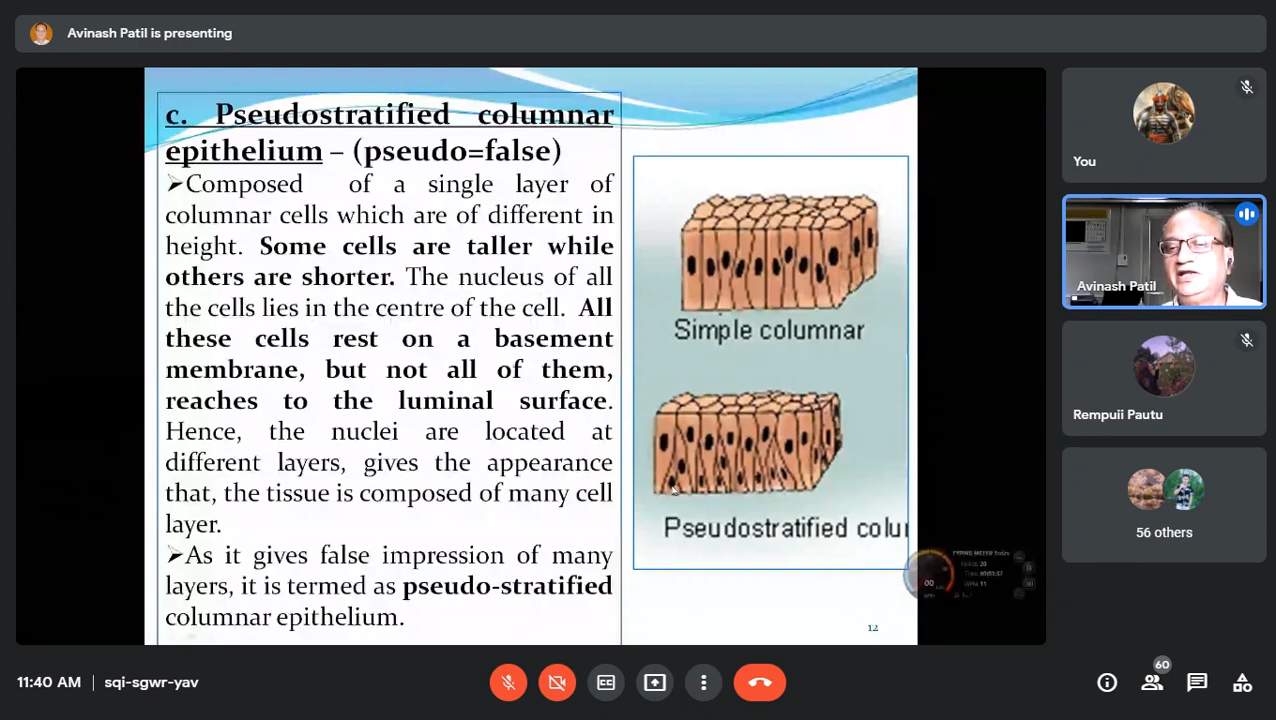 Avinash Patil is presenting
c. Pseudostratified columnar
epithelium – (pseudo=false)
➢Composed of a single layer of
columnar cells which are of different in
height. Some cells are taller while
others are shorter. The nucleus of all
the cells lies in the centre of the cell. All
these cells rest on a basement
membrane, but not all of them,
reaches to the luminal surface.
Hence, the nuclei are located at
different layers, gives the appearance
that, the tissue is composed of many cell
layer.
➢As it gives false impression of many
layers, it is termed as pseudo-stratified
columnar epithelium.
Simple columnar
Pseudostratified colu
12
You
Avinash Patil
Rempuii Pautu
56 others
11:40 AM | sqi-sgwr-yav
CC
60